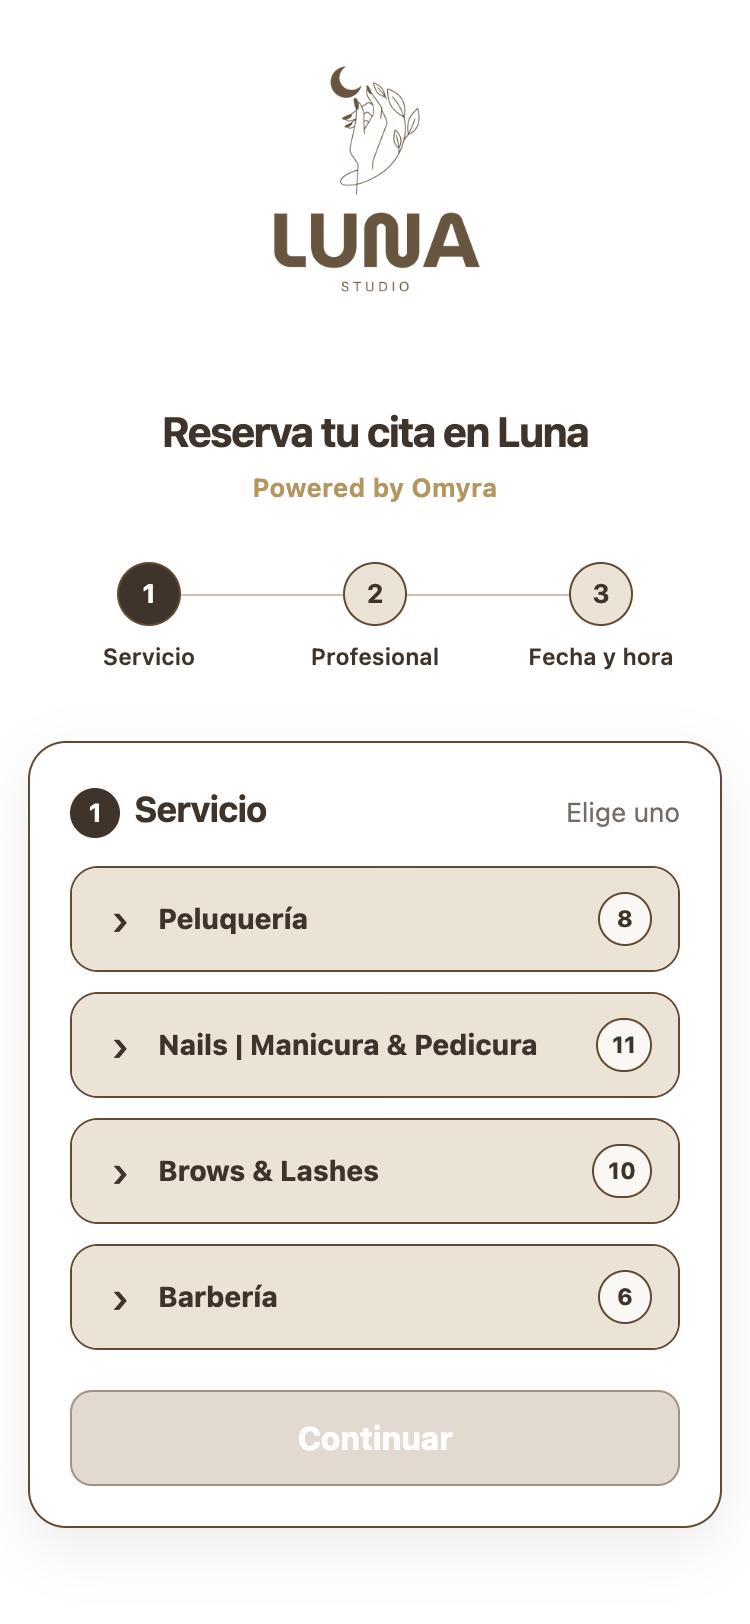 LUNA
STUDIO
Reserva tu cita en Luna
Powered by Omyra
1 2 3
Servicio Profesional Fecha y hora
1 Servicio Elige uno
› Peluquería 8
› Nails | Manicura & Pedicura 11
› Brows & Lashes 10
› Barbería 6
Continuar